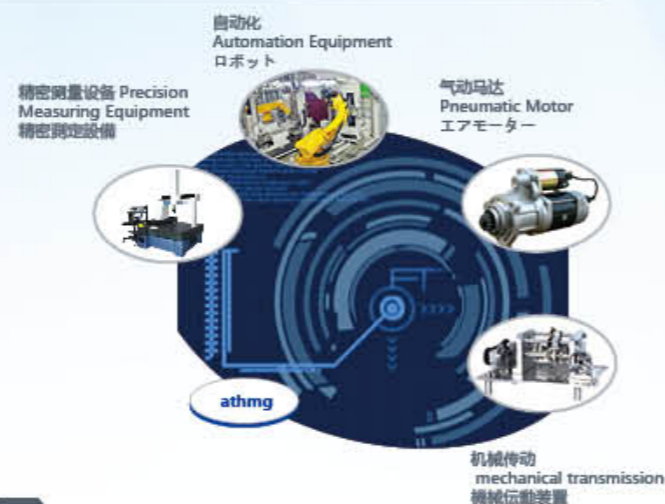 自动化
Automation Equipment
ロボット
精密测量设备 Precision
Measuring Equipment
精密測定設備
气动马达
Pneumatic Motor
エアモーター
athmg
机械传动
mechanical transmission
機械伝動装置